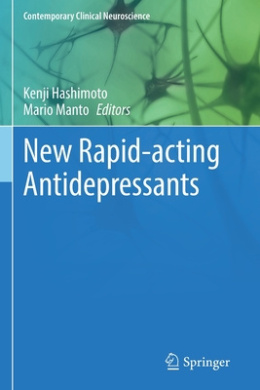 Contemporary Clinical Neuroscience
Kenji Hashimoto
Mario Manto Editors
New Rapid-acting
Antidepressants
Springer